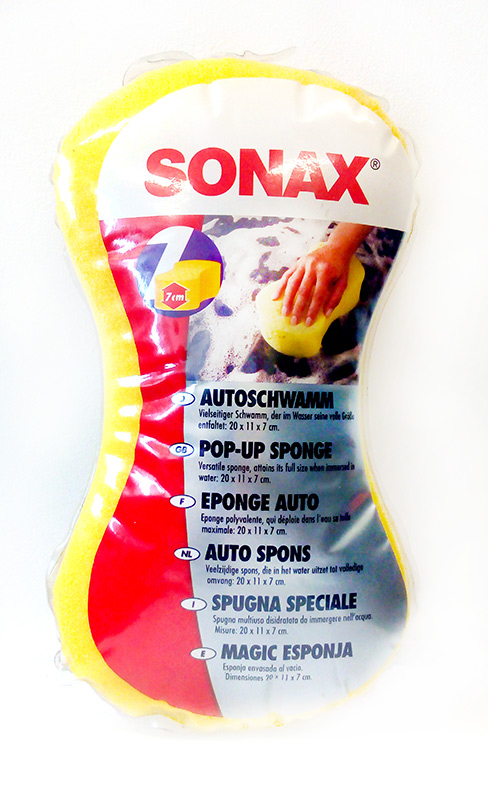 SONAX®
7
7cm
D AUTOSCHWAMM
Vielseitiger Schwamm, der im Wasser seine volle Größe
entfaltet: 20 x 11 x 7 cm.
GB POP-UP SPONGE
Versatile sponge, attains its full size when immersed in
water: 20 x 11 x 7 cm.
F EPONGE AUTO
Eponge polyvalente, qui déploie dans l'eau sa taille
maximale: 20 x 11 x 7 cm.
NL AUTO SPONS
Veelzijdige spons, die in het water uitzet tot volledige
omvang: 20 x 11 x 7 cm.
I SPUGNA SPECIALE
Spugna multiuso disidratata da immergere nell'acqua.
Misure: 20 x 11 x 7 cm.
E MAGIC ESPONJA
Esponja envasada al vacio.
Dimensiones 20 x 11 x 7 cm.